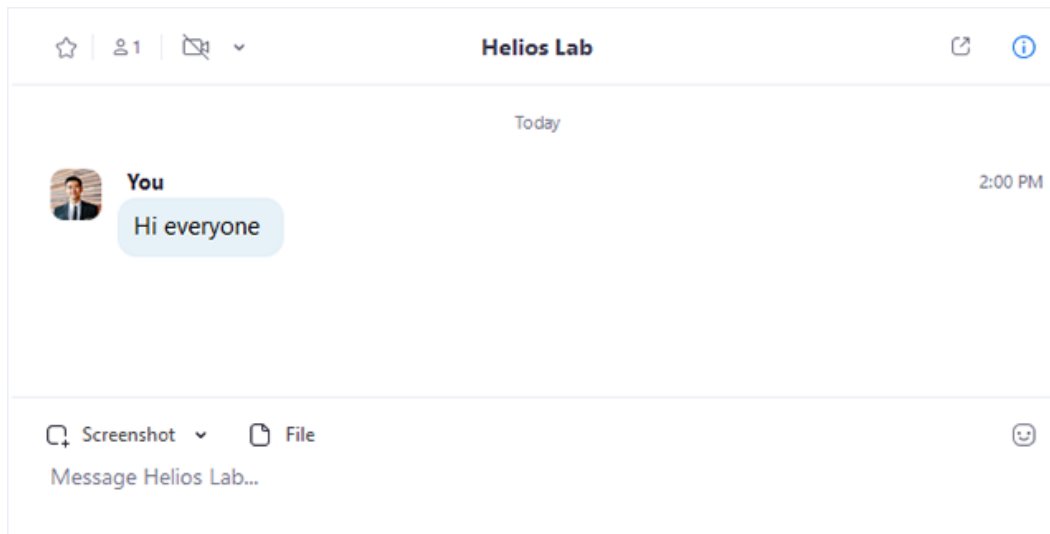 1 Helios Lab
Today
You 2:00 PM
Hi everyone
Screenshot File
Message Helios Lab...